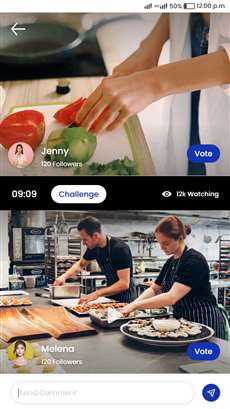 50% 12:00 p.m
Jenny
120 Followers
Vote
09:09
Challenge
12k Watching
Melena
120 Followers
Vote
Send Comment